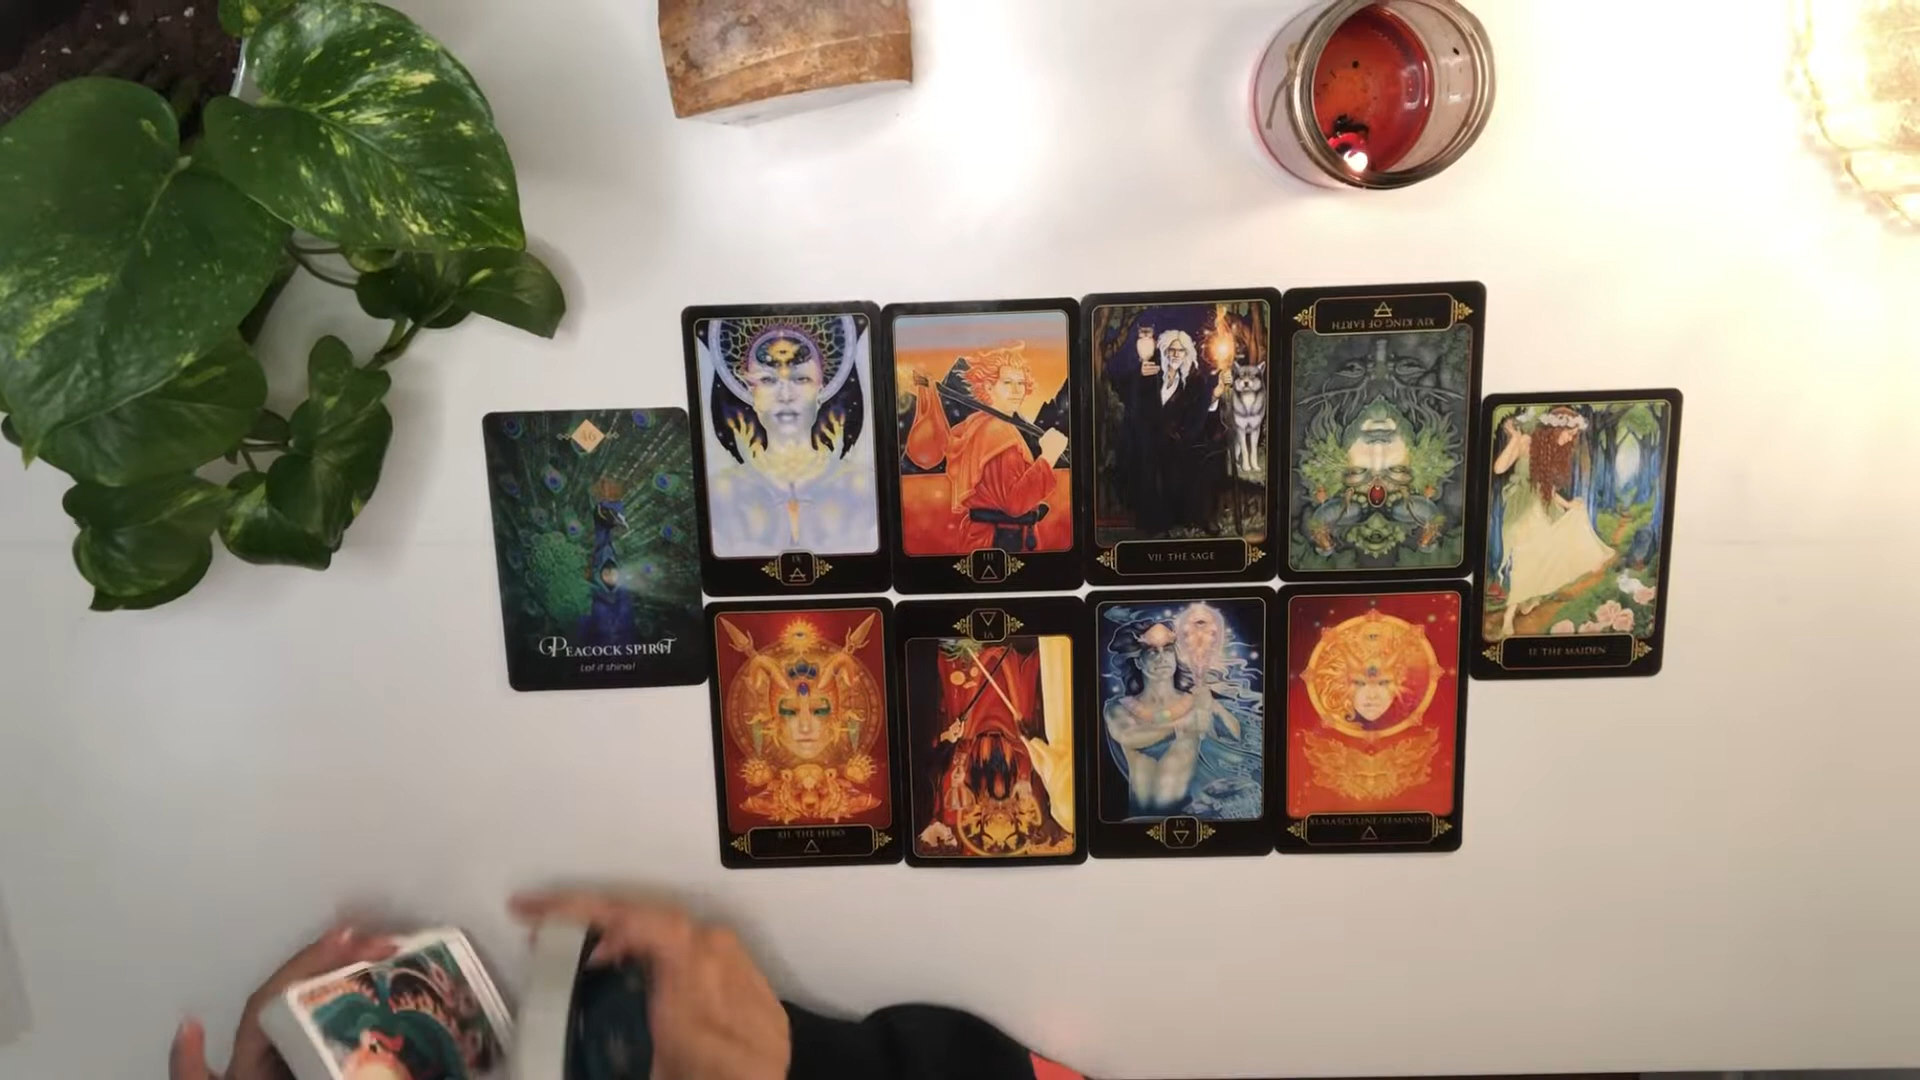 46
PEACOCK SPIRIT
Let it shine!
IX
III
VII. THE SAGE
XIV. KING OF EARTH
II. THE MAIDEN
XII. THE HERO
VI
IV
XI MASCULINE/FEMININE